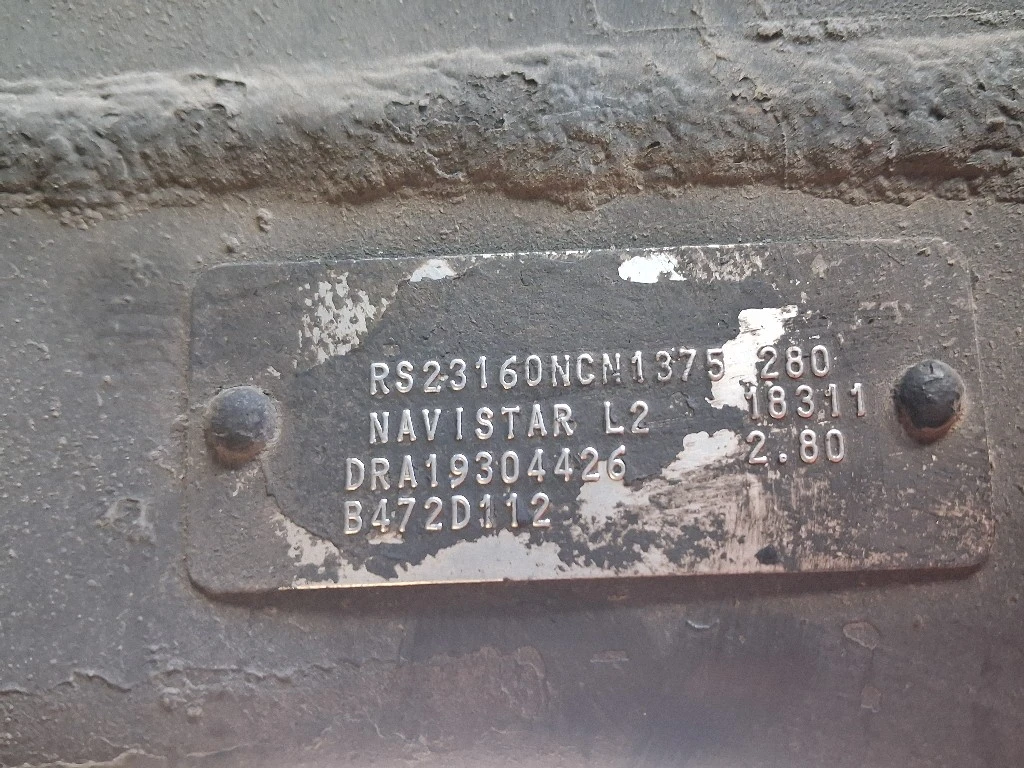 RS23160NCN1375 280
NAVISTAR L2 18311
DRA19304426 2.80
B472D112